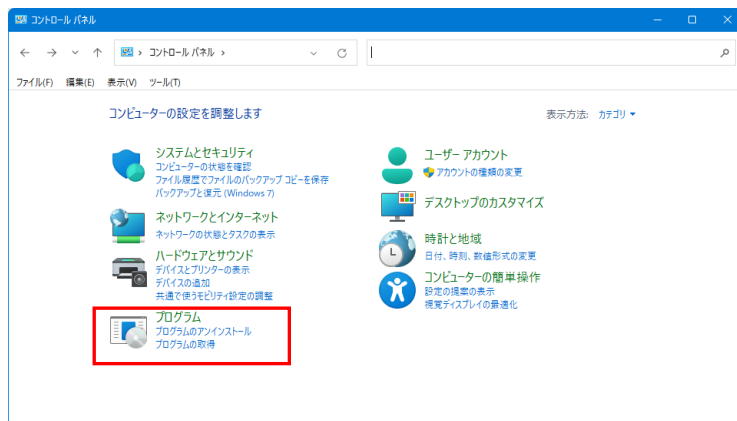 コントロール パネル
コントロール パネル
ファイル(F) 編集(E) 表示(V) ツール(T)
コンピューターの設定を調整します
表示方法: カテゴリ
システムとセキュリティ
コンピューターの状態を確認
ファイル履歴でファイルのバックアップ コピーを保存
バックアップと復元 (Windows 7)
ネットワークとインターネット
ネットワークの状態とタスクの表示
ハードウェアとサウンド
デバイスとプリンターの表示
デバイスの追加
共通で使うモビリティ設定の調整
プログラム
プログラムのアンインストール
プログラムの取得
ユーザー アカウント
アカウントの種類の変更
デスクトップのカスタマイズ
時計と地域
日付、時刻、数値形式の変更
コンピューターの簡単操作
設定の提案の表示
視覚ディスプレイの最適化